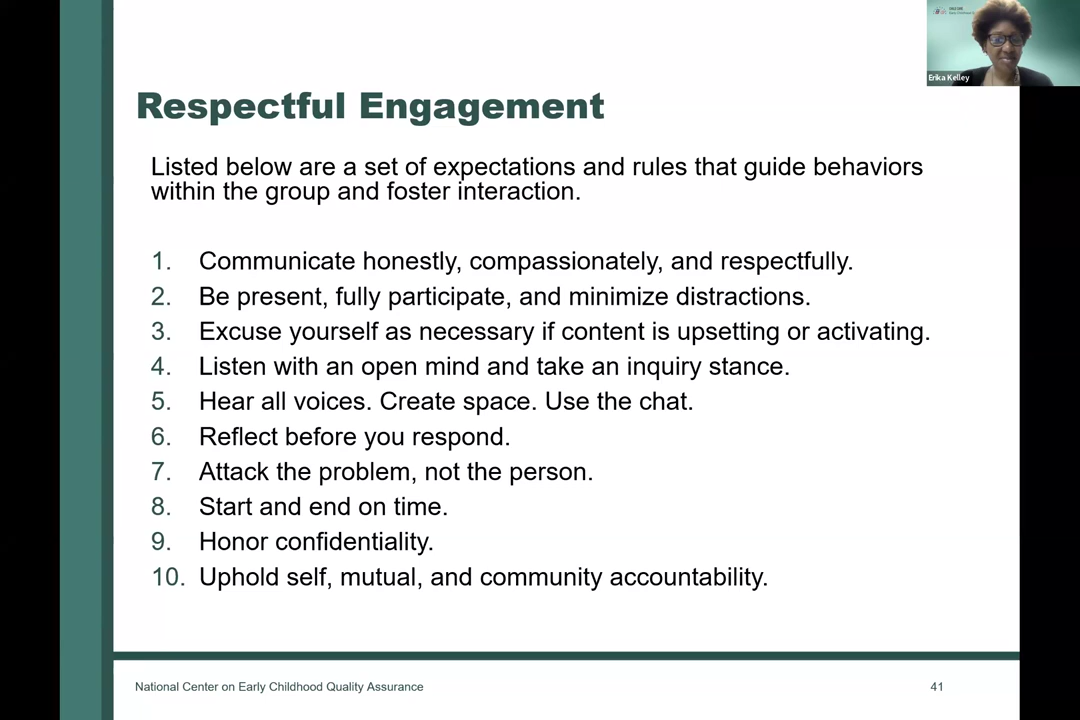 Erika Kelley
Respectful Engagement
Listed below are a set of expectations and rules that guide behaviors
within the group and foster interaction.
1. Communicate honestly, compassionately, and respectfully.
2. Be present, fully participate, and minimize distractions.
3. Excuse yourself as necessary if content is upsetting or activating.
4. Listen with an open mind and take an inquiry stance.
5. Hear all voices. Create space. Use the chat.
6. Reflect before you respond.
7. Attack the problem, not the person.
8. Start and end on time.
9. Honor confidentiality.
10. Uphold self, mutual, and community accountability.
National Center on Early Childhood Quality Assurance
41